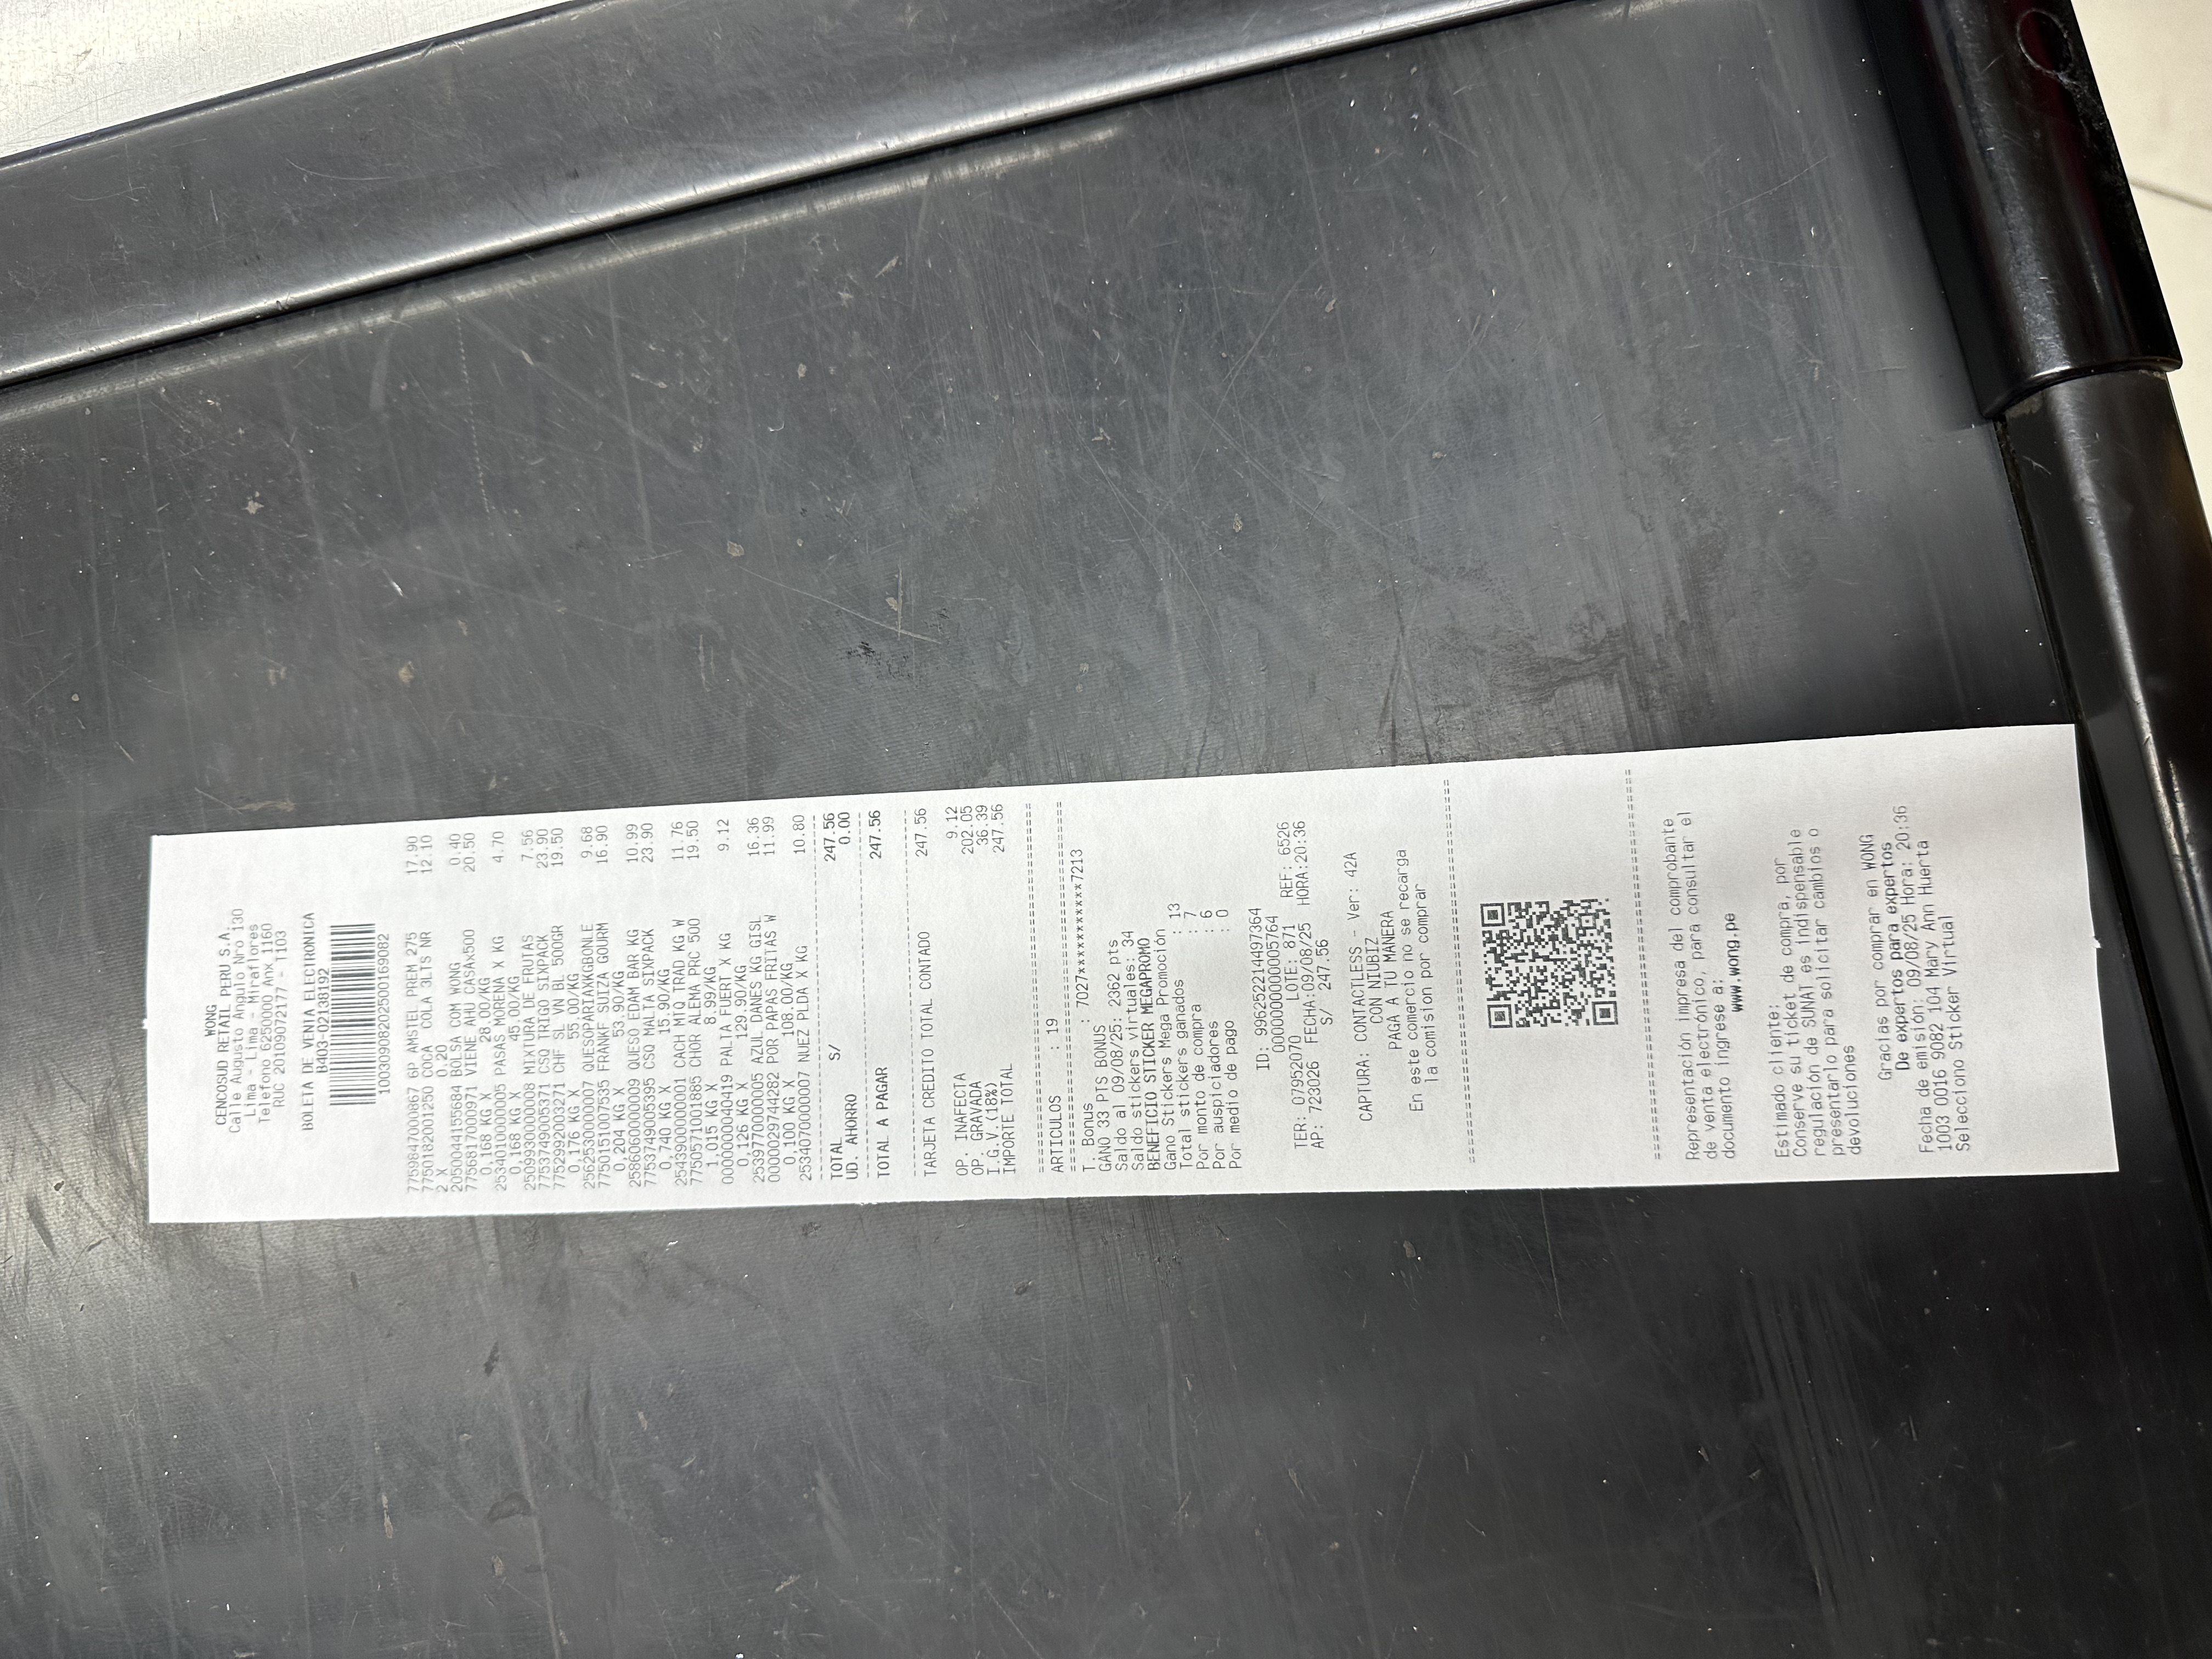 WONG
CENCOSUD RETAIL PERU S.A.
Calle Augusto Angulo Nro 130
Lima - Lima - Miraflores
Telefono 6250000 Anx 1160
RUC 20109072177 - T103
BOLETA DE VENTA ELECTRONICA
B403-02138192
10030908202500169082
7759847000867 6P AMSTEL PREM 275 17.90
7750182001250 COCA COLA 3LTS NR 12.10
2 X 0.20
2050044155684 BOLSA COM WONG 0.40
7756817000971 VIENE AHU CASAx500 20.50
0,168 KG X 28.00/KG
2534010000005 PASAS MORENA X KG 4.70
0,168 KG X 45.00/KG
2509930000008 MIXTURA DE FRUTAS 7.56
7753749005371 CSQ TRIGO SIXPACK 23.90
7752992003271 CHF SL VN BL 500GR 19.50
0,176 KG X 55.00/KG
2562530000007 QUESOPARIAXKGBONLE 9.68
7750151007535 FRANKF SUIZA GOURM 16.90
0,204 KG X 53.90/KG
2586060000009 QUESO EDAM BAR KG 10.99
7753749005395 CSQ MALTA SIXPACK 23.90
0,740 KG X 15.90/KG
2543900000001 CACH MTQ TRAD KG W 11.76
7750571001885 CHOR ALEMA PRC 500 19.50
1,015 KG X 8.99/KG
0000000040419 PALTA FUERT X KG 9.12
0,126 KG X 129.90/KG
2539770000005 AZUL DANES KG GISL 16.36
0000029744282 POR PAPAS FRITAS W 11.99
0,100 KG X 108.00/KG
2534070000007 NUEZ PLDA X KG 10.80
TOTAL S/ 247.56
UD. AHORRO 0.00
TOTAL A PAGAR 247.56
TARJETA CREDITO TOTAL CONTADO 247.56
OP. INAFECTA 9.12
OP. GRAVADA 202.05
I.G.V.(18%) 36.39
IMPORTE TOTAL 247.56
ARTICULOS : 19
T. Bonus : 7027***********7213
GANO 33 PTS BONUS
Saldo al 09/08/25: 2362 pts
Saldo stickers virtuales: 34
BENEFICIO STICKER MEGAPROMO
Gano Stickers Mega Promoción
Total stickers ganados : 13
Por monto de compra : 7
Por auspiciadores : 6
Por medio de pago : 0
ID: 996252214497364
0000000000005764
TER: 07952070 LOTE: 871 REF: 6526
AP: 723026 FECHA:09/08/25 HORA:20:36
S/ 247.56
CAPTURA: CONTACTLESS - Ver: 42A
CON NIUBIZ
PAGA A TU MANERA
En este comercio no se recarga
la comision por comprar
Representación impresa del comprobante
de venta electrónico, para consultar el
documento ingrese a:
www.wong.pe
Estimado cliente:
Conserve su ticket de compra, por
regulación de SUNAT es indispensable
presentarlo para solicitar cambios o
devoluciones
Gracias por comprar en WONG
De expertos para expertos
Fecha de emisión: 09/08/25 Hora: 20:36
1003 0016 9082 104 Mary Ann Huerta
Selecciono Sticker Virtual